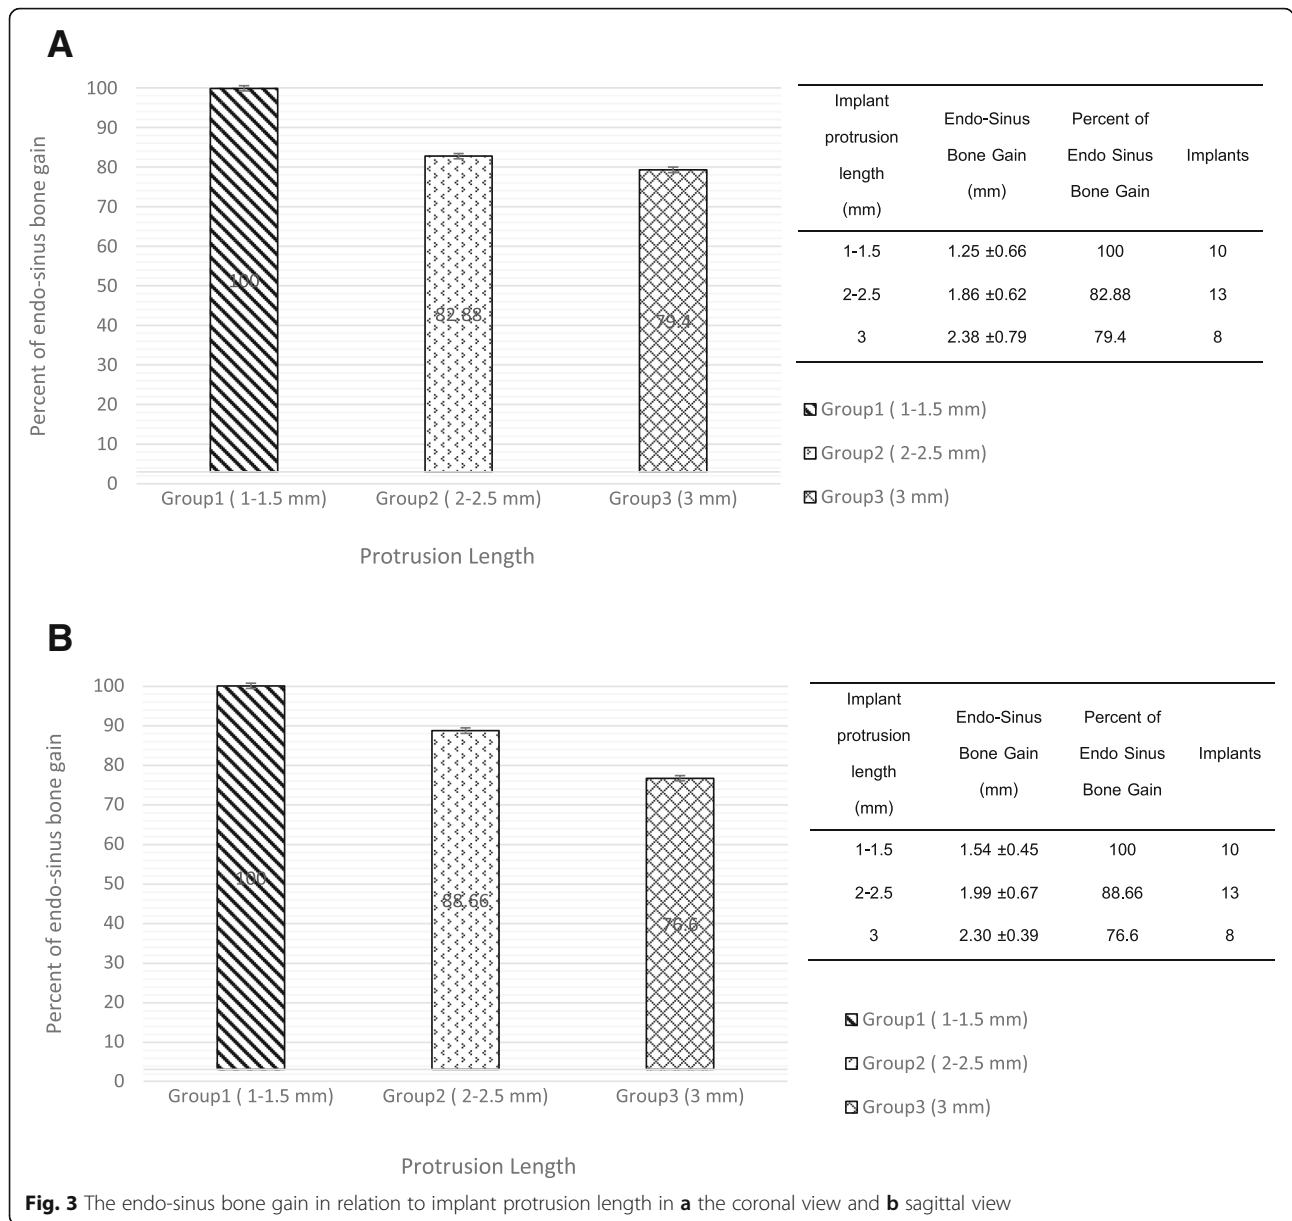 A
Percent of endo-sinus bone gain
100
90
80
70
60
50
40
30
20
10
0
100
82.88
79.4
Group1 ( 1-1.5 mm)
Group2 ( 2-2.5 mm)
Group3 (3 mm)
Protrusion Length
Implant
protrusion
length
(mm)
Endo-Sinus
Bone Gain
(mm)
Percent of
Endo Sinus
Bone Gain
Implants
1-1.5 1.25 ±0.66 100 10
2-2.5 1.86 ±0.62 82.88 13
3 2.38 ±0.79 79.4 8
Group1 ( 1-1.5 mm)
Group2 ( 2-2.5 mm)
Group3 (3 mm)
B
Percent of endo-sinus bone gain
100
90
80
70
60
50
40
30
20
10
0
100
88.66
76.6
Group1 ( 1-1.5 mm)
Group2 ( 2-2.5 mm)
Group3 (3 mm)
Protrusion Length
Implant
protrusion
length
(mm)
Endo-Sinus
Bone Gain
(mm)
Percent of
Endo Sinus
Bone Gain
Implants
1-1.5 1.54 ±0.45 100 10
2-2.5 1.99 ±0.67 88.66 13
3 2.30 ±0.39 76.6 8
Group1 ( 1-1.5 mm)
Group2 ( 2-2.5 mm)
Group3 (3 mm)
Fig. 3 The endo-sinus bone gain in relation to implant protrusion length in a the coronal view and b sagittal view